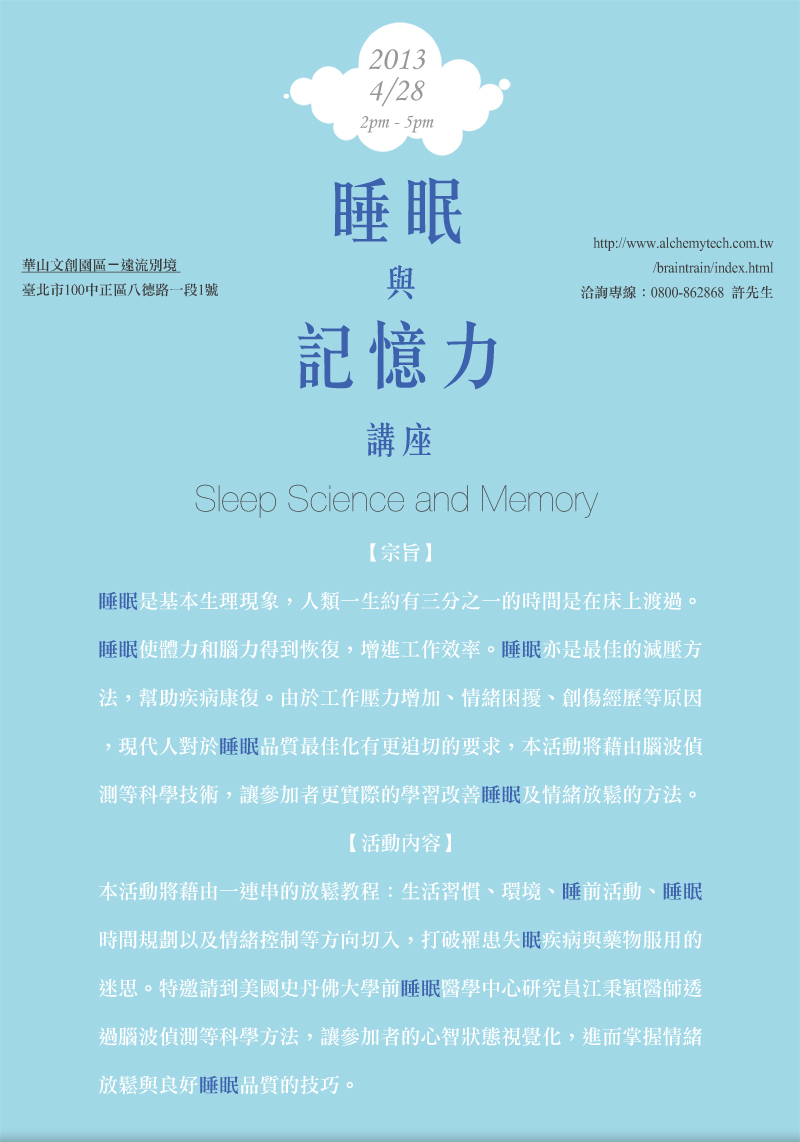 2013
4/28
2pm - 5pm
睡眠
與
記憶力
講座
華山文創園區－遠流別境
臺北市100中正區八德路一段1號
http://www.alchemytech.com.tw
/braintrain/index.html
洽詢專線：0800-862868 許先生
Sleep Science and Memory
【宗旨】
睡眠是基本生理現象，人類一生約有三分之一的時間是在床上渡過。
睡眠使體力和腦力得到恢復，增進工作效率。睡眠亦是最佳的減壓方
法，幫助疾病康復。由於工作壓力增加、情緒困擾、創傷經歷等原因
，現代人對於睡眠品質最佳化有更迫切的要求，本活動將藉由腦波偵
測等科學技術，讓參加者更實際的學習改善睡眠及情緒放鬆的方法。
【活動內容】
本活動將藉由一連串的放鬆教程：生活習慣、環境、睡前活動、睡眠
時間規劃以及情緒控制等方向切入，打破罹患失眠疾病與藥物服用的
迷思。特邀請到美國史丹佛大學前睡眠醫學中心研究員江秉穎醫師透
過腦波偵測等科學方法，讓參加者的心智狀態視覺化，進而掌握情緒
放鬆與良好睡眠品質的技巧。